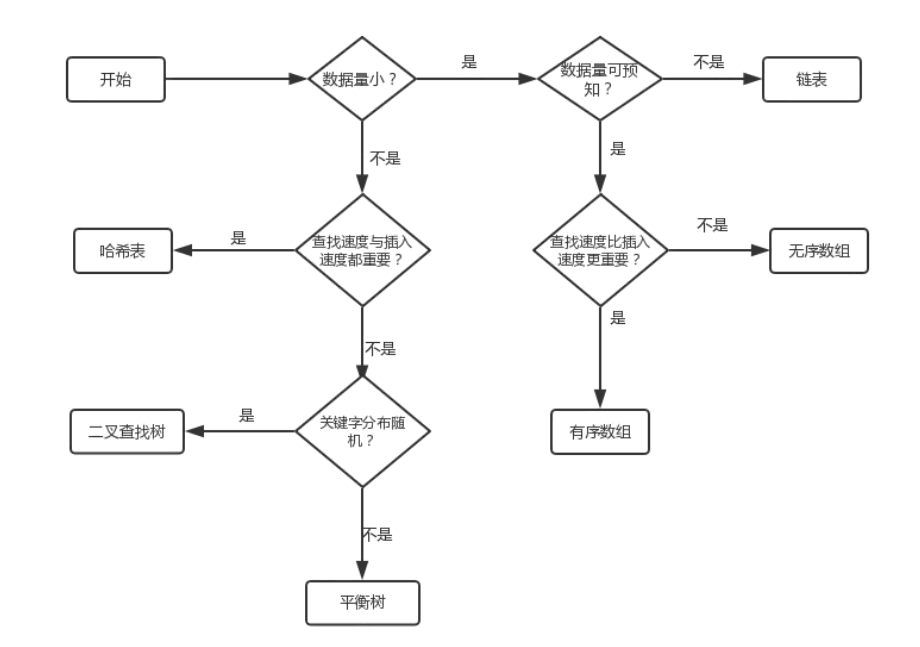 开始
数据量小？
是
数据量可预
知？
不是
链表
不是
是
哈希表
是
查找速度与插入
速度都重要？
查找速度比插入
速度更重要？
不是
无序数组
不是
是
二叉查找树
是
关键字分布随
机？
有序数组
不是
平衡树